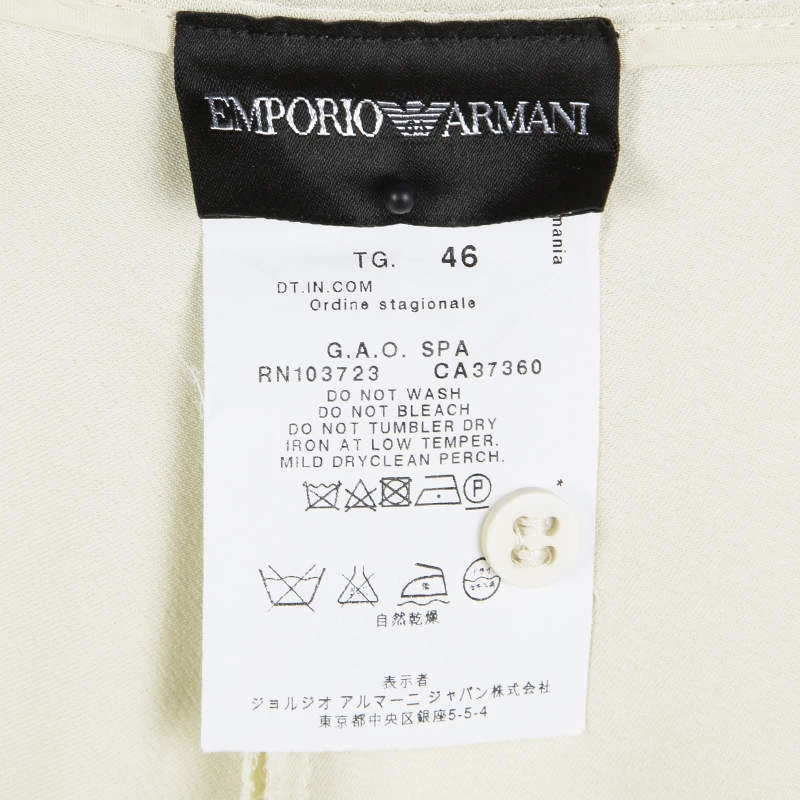 EMPORIO ARMANI
mania
TG. 46
DT.IN.COM
Ordine stagionale
G.A.O. SPA
RN103723 CA37360
DO NOT WASH
DO NOT BLEACH
DO NOT TUMBLER DRY
IRON AT LOW TEMPER.
MILD DRYCLEAN PERCH.
P
*
低
自然乾燥
表示者
ジョルジオ アルマーニ ジャパン株式会社
東京都中央区銀座5-5-4